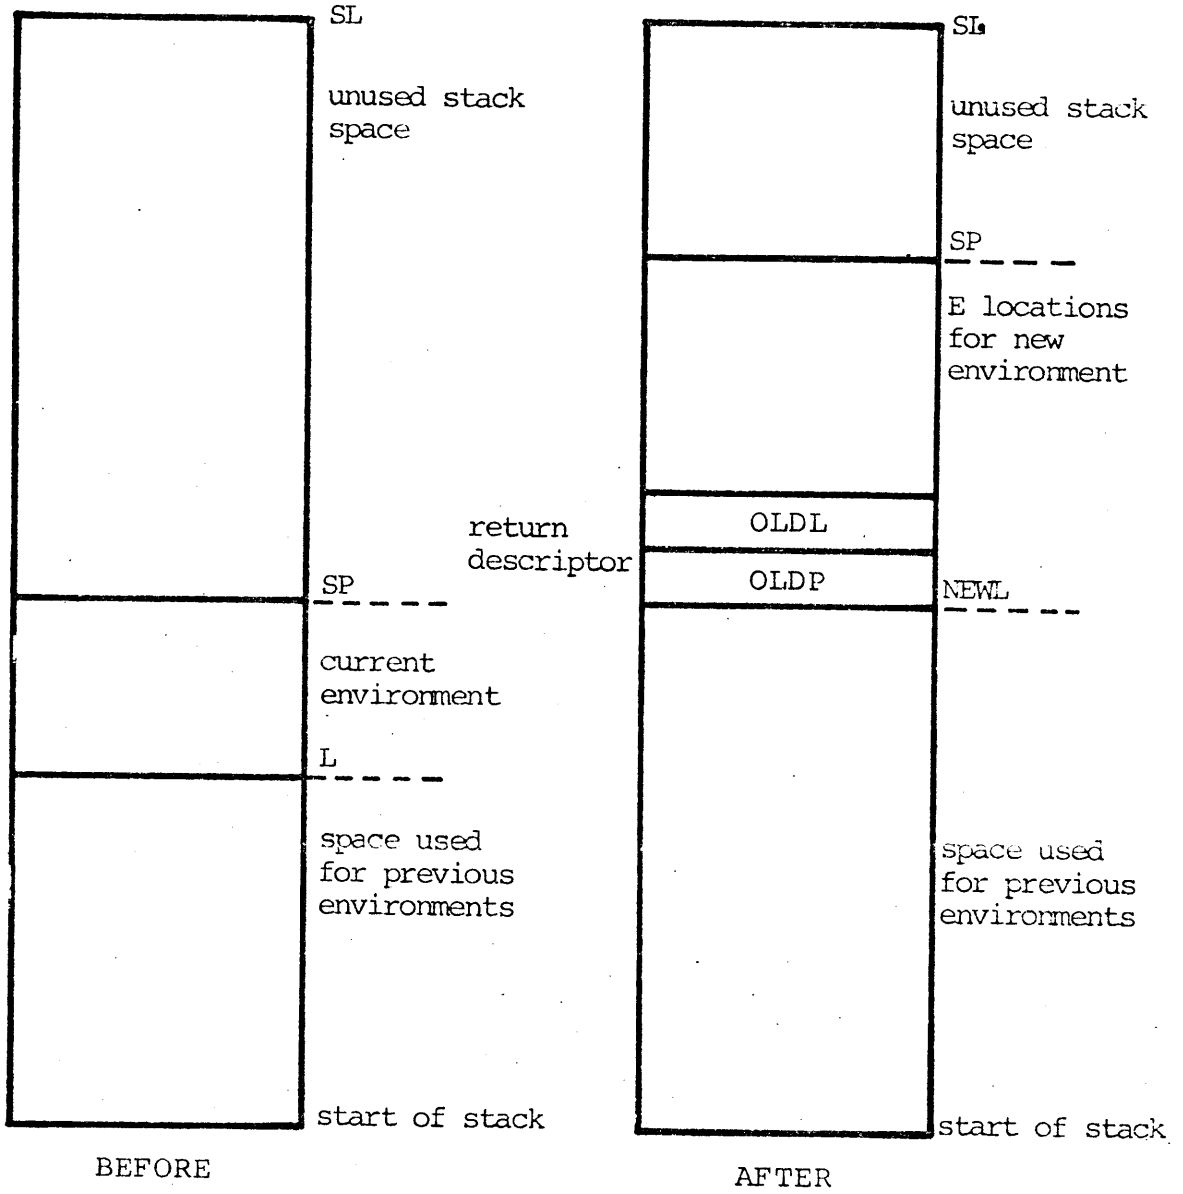 SL
unused stack
space
SP
current
environment
L
space used
for previous
environments
start of stack
BEFORE
SL
unused stack
space
SP
E locations
for new
environment
return
descriptor
OLDL
OLDP
NEWL
space used
for previous
environments
start of stack
AFTER